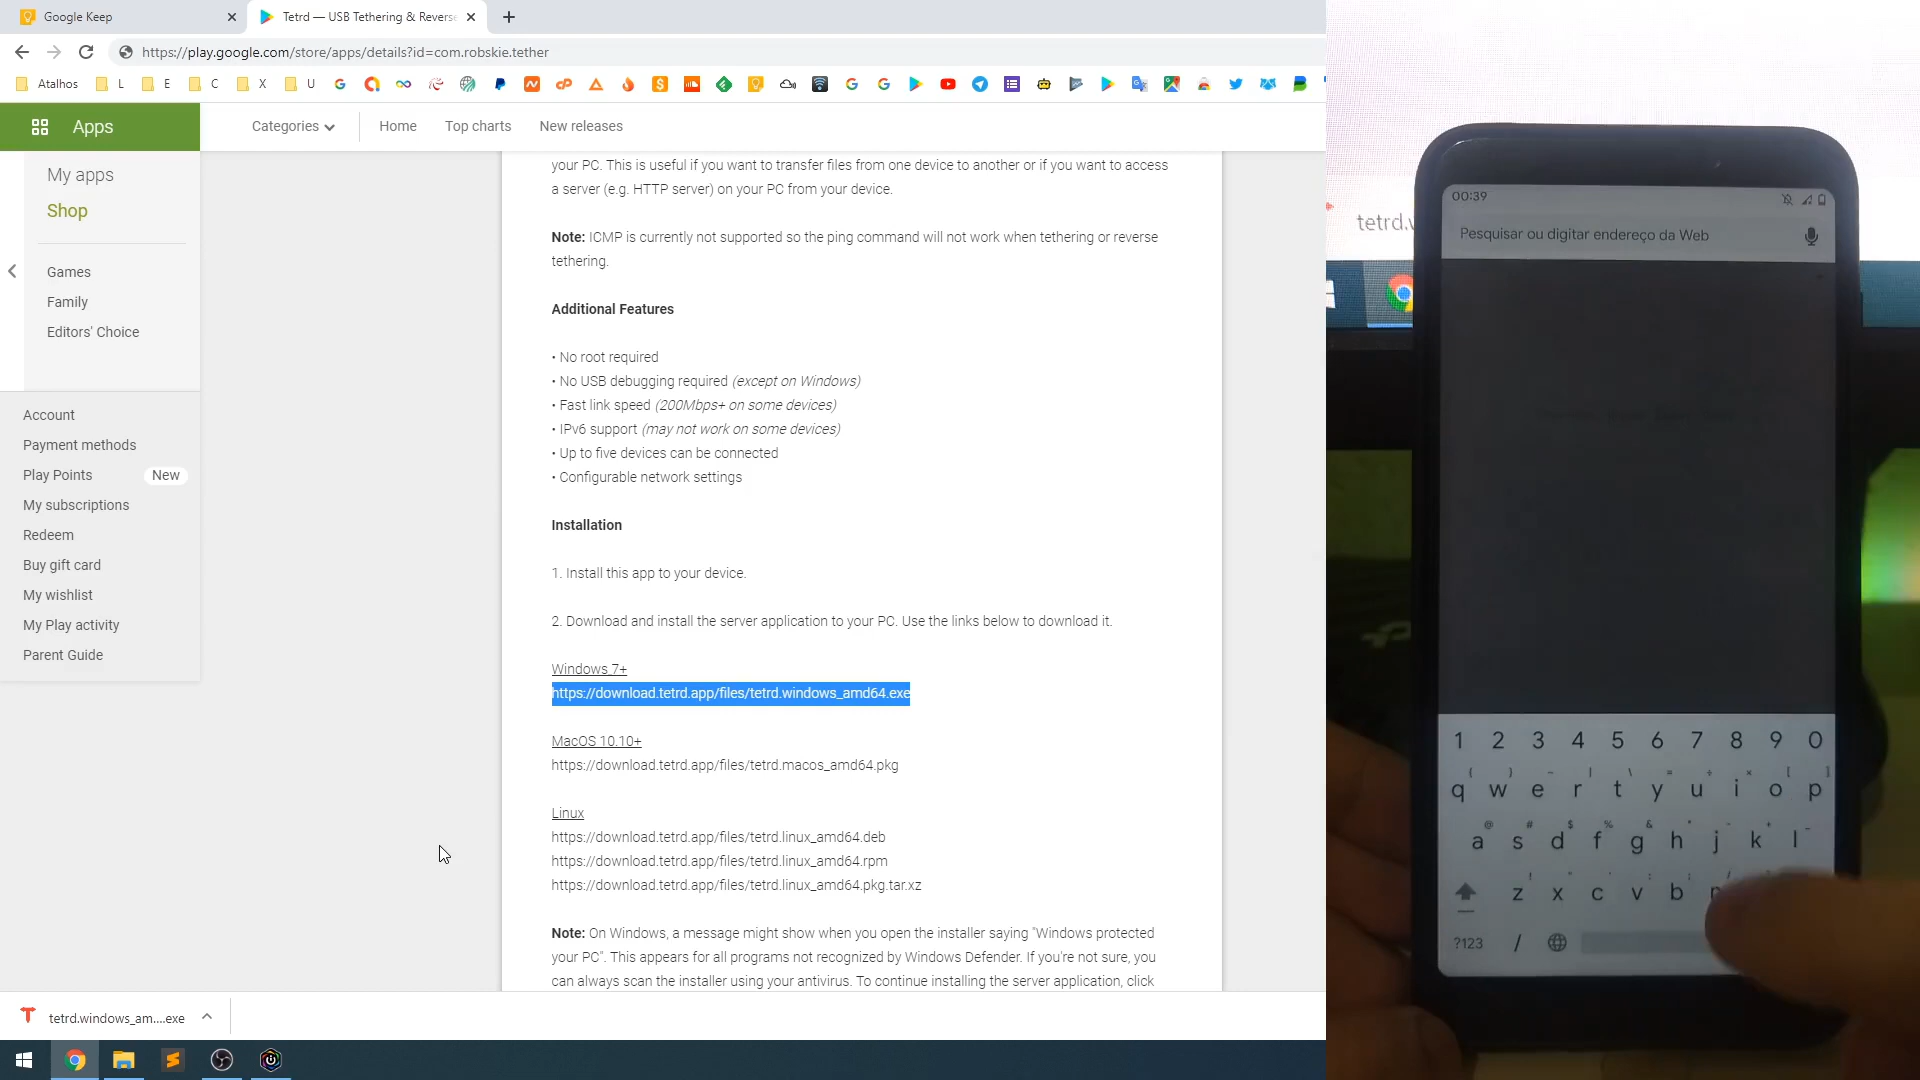 Google Keep
Tetrd — USB Tethering & Reverse
https://play.google.com/store/apps/details?id=com.robskie.tether
Atalhos L E C X U
Apps
Categories
Home
Top charts
New releases
My apps
Shop
Games
Family
Editors' Choice
Account
Payment methods
Play Points New
My subscriptions
Redeem
Buy gift card
My wishlist
My Play activity
Parent Guide
your PC. This is useful if you want to transfer files from one device to another or if you want to access
a server (e.g. HTTP server) on your PC from your device.
Note: ICMP is currently not supported so the ping command will not work when tethering or reverse
tethering.
Additional Features
• No root required
• No USB debugging required (except on Windows)
• Fast link speed (200Mbps+ on some devices)
• IPv6 support (may not work on some devices)
• Up to five devices can be connected
• Configurable network settings
Installation
1. Install this app to your device.
2. Download and install the server application to your PC. Use the links below to download it.
Windows 7+
https://download.tetrd.app/files/tetrd.windows_amd64.exe
MacOS 10.10+
https://download.tetrd.app/files/tetrd.macos_amd64.pkg
Linux
https://download.tetrd.app/files/tetrd.linux_amd64.deb
https://download.tetrd.app/files/tetrd.linux_amd64.rpm
https://download.tetrd.app/files/tetrd.linux_amd64.pkg.tar.xz
Note: On Windows, a message might show when you open the installer saying "Windows protected
your PC". This appears for all programs not recognized by Windows Defender. If you're not sure, you
can always scan the installer using your antivirus. To continue installing the server application, click
tetrd.windows_am....exe
tetrd.w
00:39
Pesquisar ou digitar endereço da Web
1 2 3 4 5 6 7 8 9 0
q w e r t y u i o p
a s d f g h j k l
z x c v b
?123 /